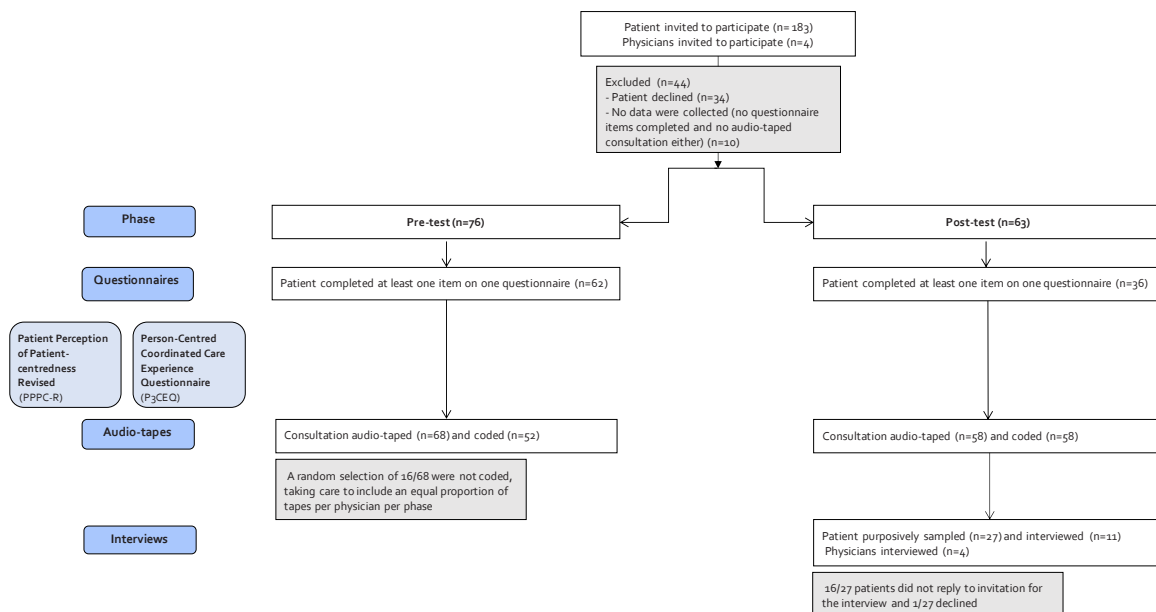 Patient invited to participate (n= 183)
Physicians invited to participate (n=4)
Excluded (n=44)
- Patient declined (n=34)
- No data were collected (no questionnaire
items completed and no audio-taped
consultation either) (n=10)
Phase
Pre-test (n=76)
Post-test (n=63)
Questionnaires
Patient completed at least one item on one questionnaire (n=62)
Patient completed at least one item on one questionnaire (n=36)
Patient Perception
of Patient-
centredness
Revised
(PPPC-R)
Person-Centred
Coordinated Care
Experience
Questionnaire
(P3CEQ)
Audio-tapes
Consultation audio-taped (n=68) and coded (n=52)
Consultation audio-taped (n=58) and coded (n=58)
A random selection of 16/68 were not coded,
taking care to include an equal proportion of
tapes per physician per phase
Interviews
Patient purposively sampled (n=27) and interviewed (n=11)
Physicians interviewed (n=4)
16/27 patients did not reply to invitation for
the interview and 1/27 declined